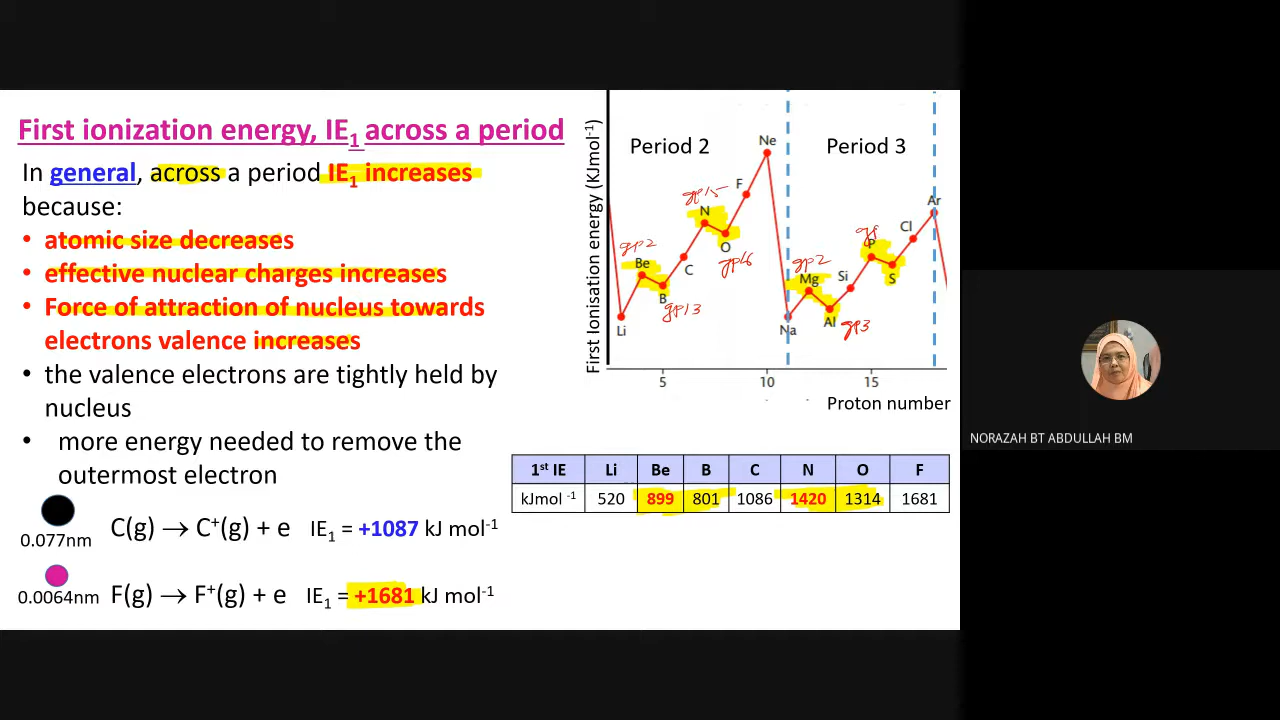 First ionization energy, IE1 across a period
In general, across a period IE1 increases
because:
• atomic size decreases
• effective nuclear charges increases
• Force of attraction of nucleus towards
electrons valence increases
• the valence electrons are tightly held by
nucleus
• more energy needed to remove the
outermost electron
0.077nm C(g) → C⁺(g) + e IE1 = +1087 kJ mol⁻¹
0.0064nm F(g) → F⁺(g) + e IE1 = +1681 kJ mol⁻¹
First Ionisation energy (KJmol⁻¹)
Period 2
Period 3
Ne
F
gp15
N
O
gp16
gp2
Be
C
B
gp13
Li
Ar
Cl
P
S
gp2
Mg
Si
Al
gp3
Na
5 10 15
Proton number
1st IE Li Be B C N O F
kJmol ⁻¹ 520 899 801 1086 1420 1314 1681
NORAZAH BT ABDULLAH BM